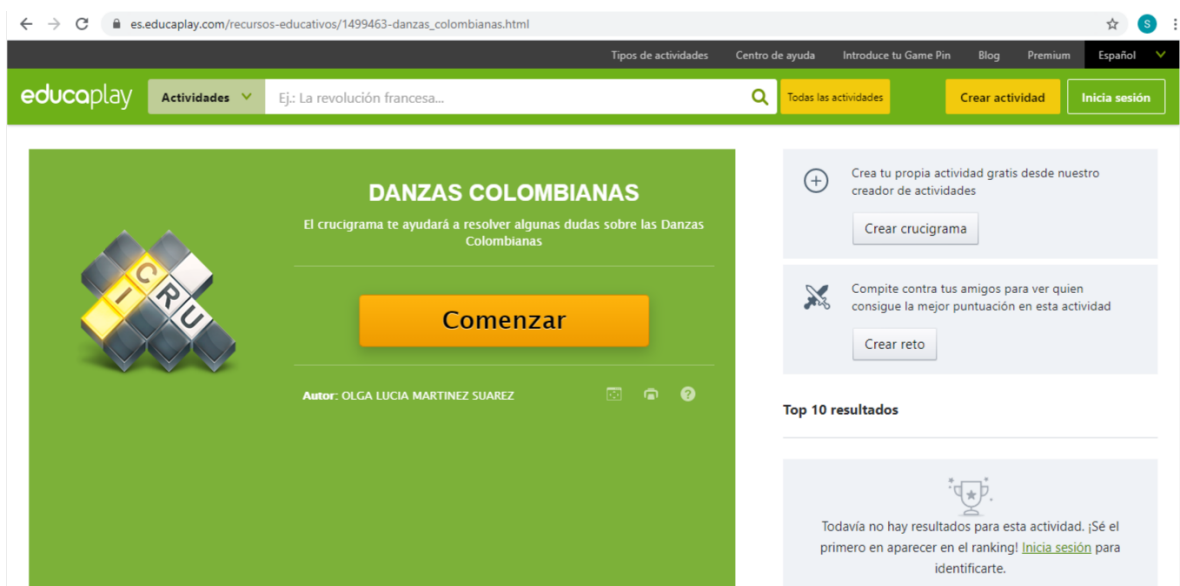 es.educaplay.com/recursos-educativos/1499463-danzas_colombianas.html
S
Tipos de actividades Centro de ayuda Introduce tu Game Pin Blog Premium Español
educaplay Actividades Ej.: La revolución francesa... Todas las actividades Crear actividad Inicia sesión
DANZAS COLOMBIANAS
El crucigrama te ayudará a resolver algunas dudas sobre las Danzas
Colombianas
CRU
I
Comenzar
Autor: OLGA LUCIA MARTINEZ SUAREZ
Crea tu propia actividad gratis desde nuestro
creador de actividades
Crear crucigrama
Compite contra tus amigos para ver quien
consigue la mejor puntuación en esta actividad
Crear reto
Top 10 resultados
Todavía no hay resultados para esta actividad. ¡Sé el
primero en aparecer en el ranking! Inicia sesión para
identificarte.